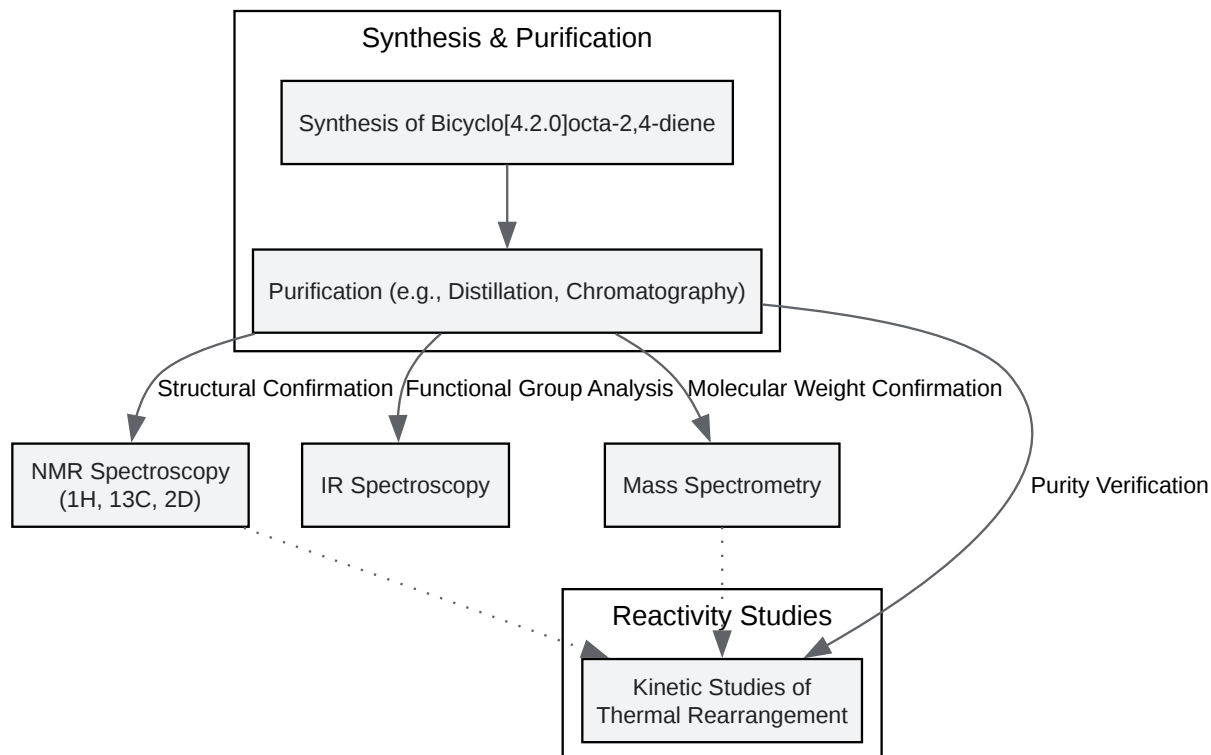 Synthesis & Purification
Synthesis of Bicyclo[4.2.0]octa-2,4-diene
Purification (e.g., Distillation, Chromatography)
Structural Confirmation
Functional Group Analysis
Molecular Weight Confirmation
NMR Spectroscopy
(1H, 13C, 2D)
IR Spectroscopy
Mass Spectrometry
Purity Verification
Reactivity Studies
Kinetic Studies of
Thermal Rearrangement